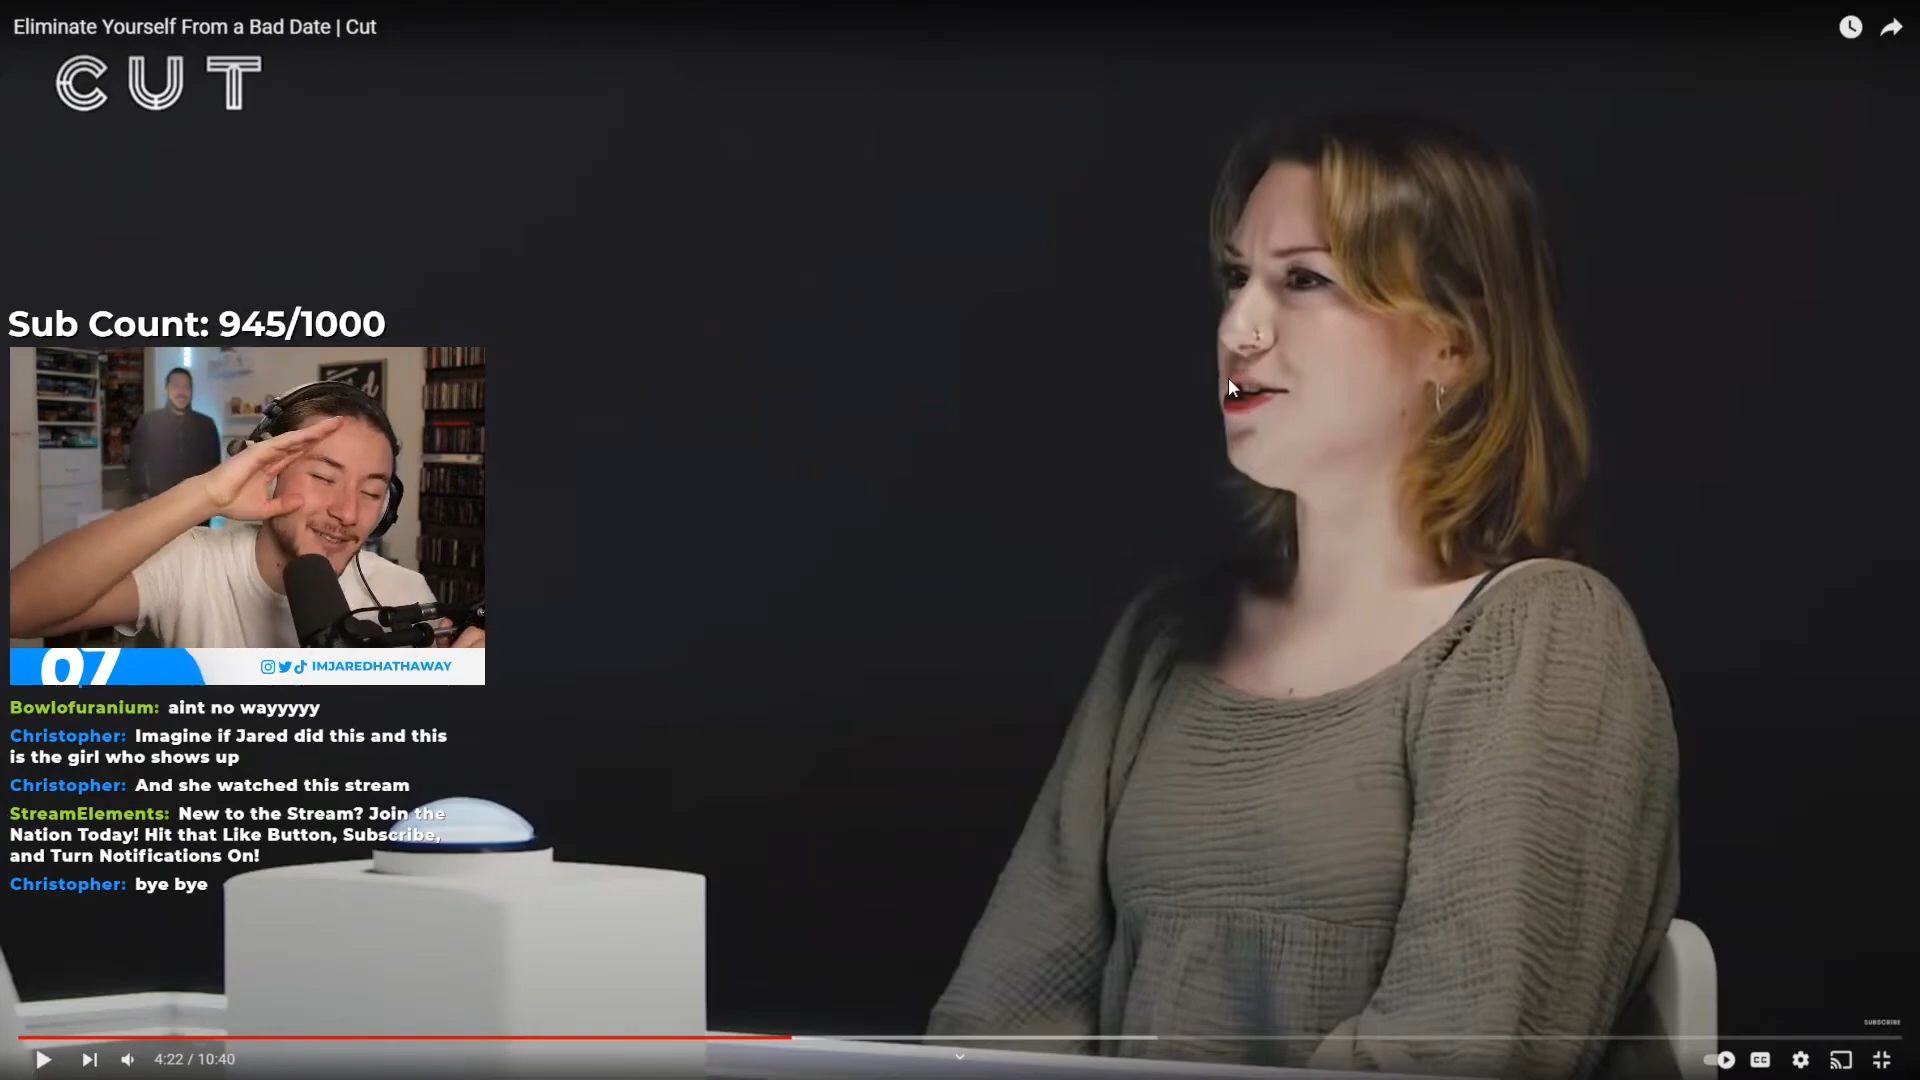 Eliminate Yourself From a Bad Date | Cut
CUT
Sub Count: 945/1000
07
IMJAREDHATHAWAY
Bowlofuranium: aint no wayyyyy
Christopher: Imagine if Jared did this and this
is the girl who shows up
Christopher: And she watched this stream
StreamElements: New to the Stream? Join the
Nation Today! Hit that Like Button, Subscribe,
and Turn Notifications On!
Christopher: bye bye
SUBSCRIBE
4:22 / 10:40
CC